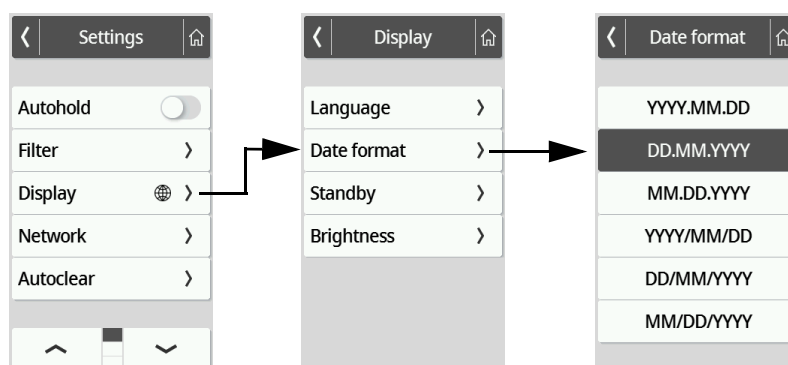 Settings
Autohold
Filter
Display
Network
Autoclear
Display
Language
Date format
Standby
Brightness
Date format
YYYY.MM.DD
DD.MM.YYYY
MM.DD.YYYY
YYYY/MM/DD
DD/MM/YYYY
MM/DD/YYYY